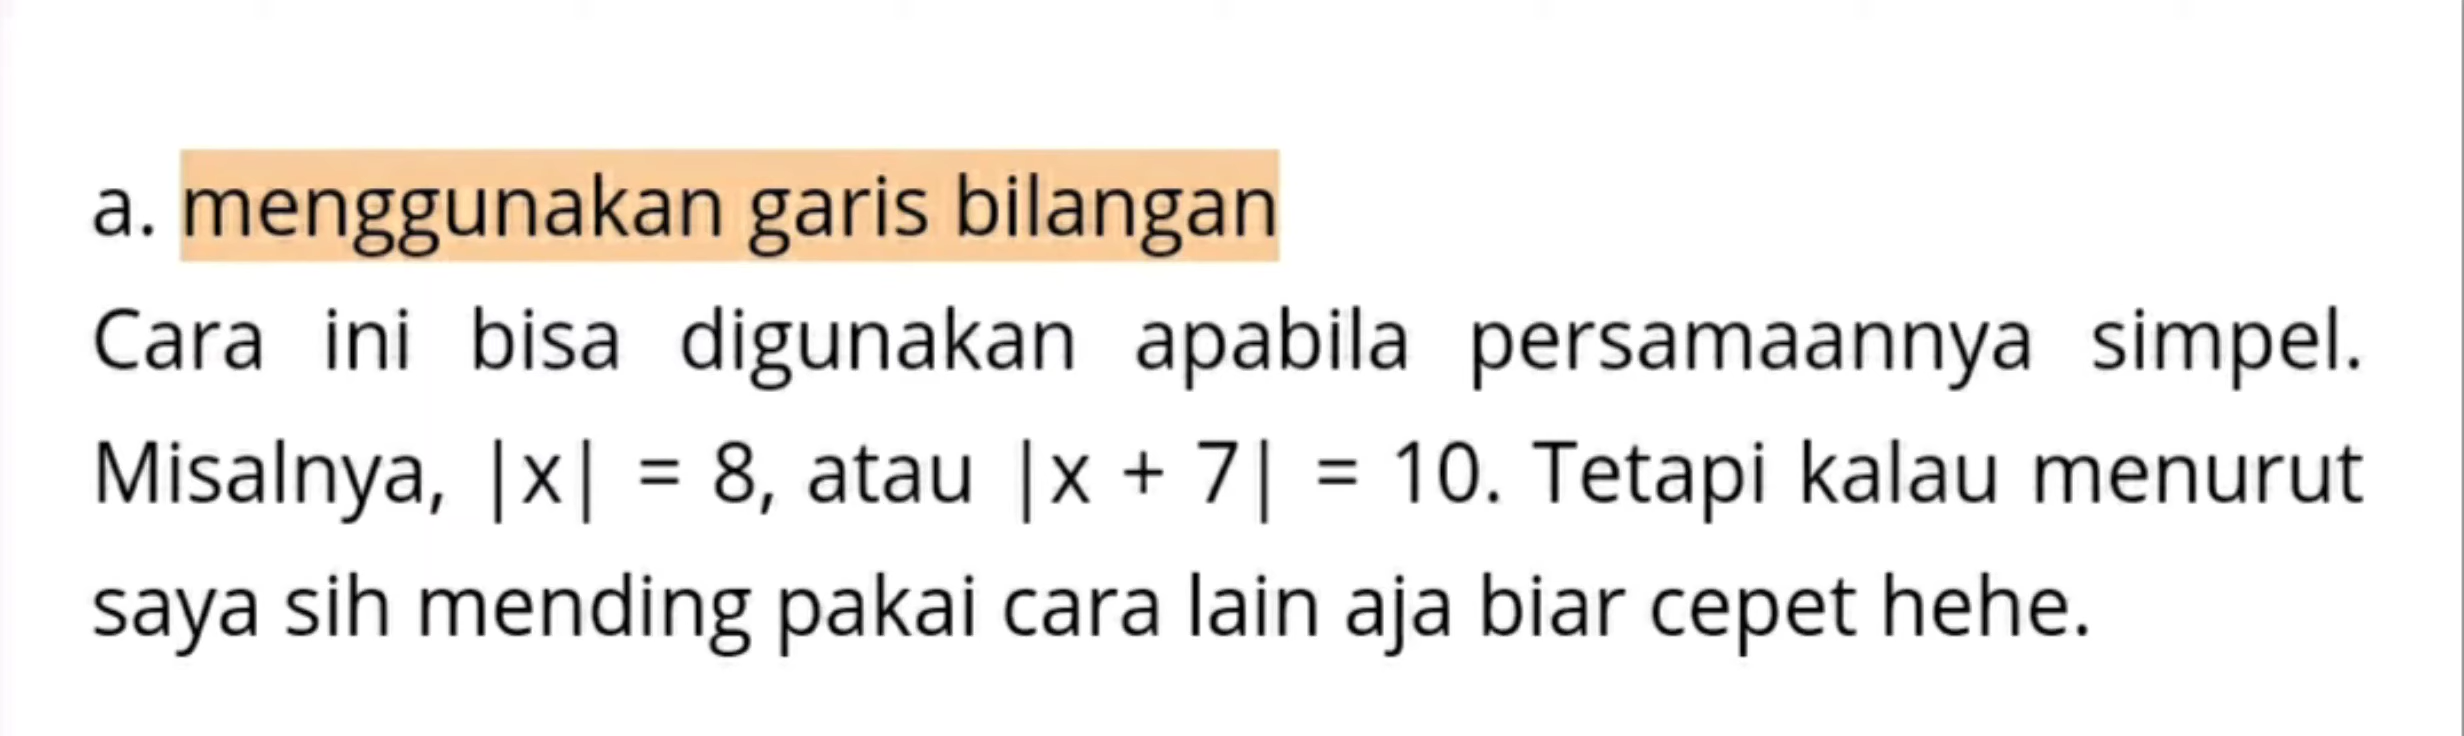 a. menggunakan garis bilangan
Cara ini bisa digunakan apabila persamaannya simpel.
Misalnya, |x| = 8, atau |x + 7| = 10. Tetapi kalau menurut
saya sih mending pakai cara lain aja biar cepet hehe.